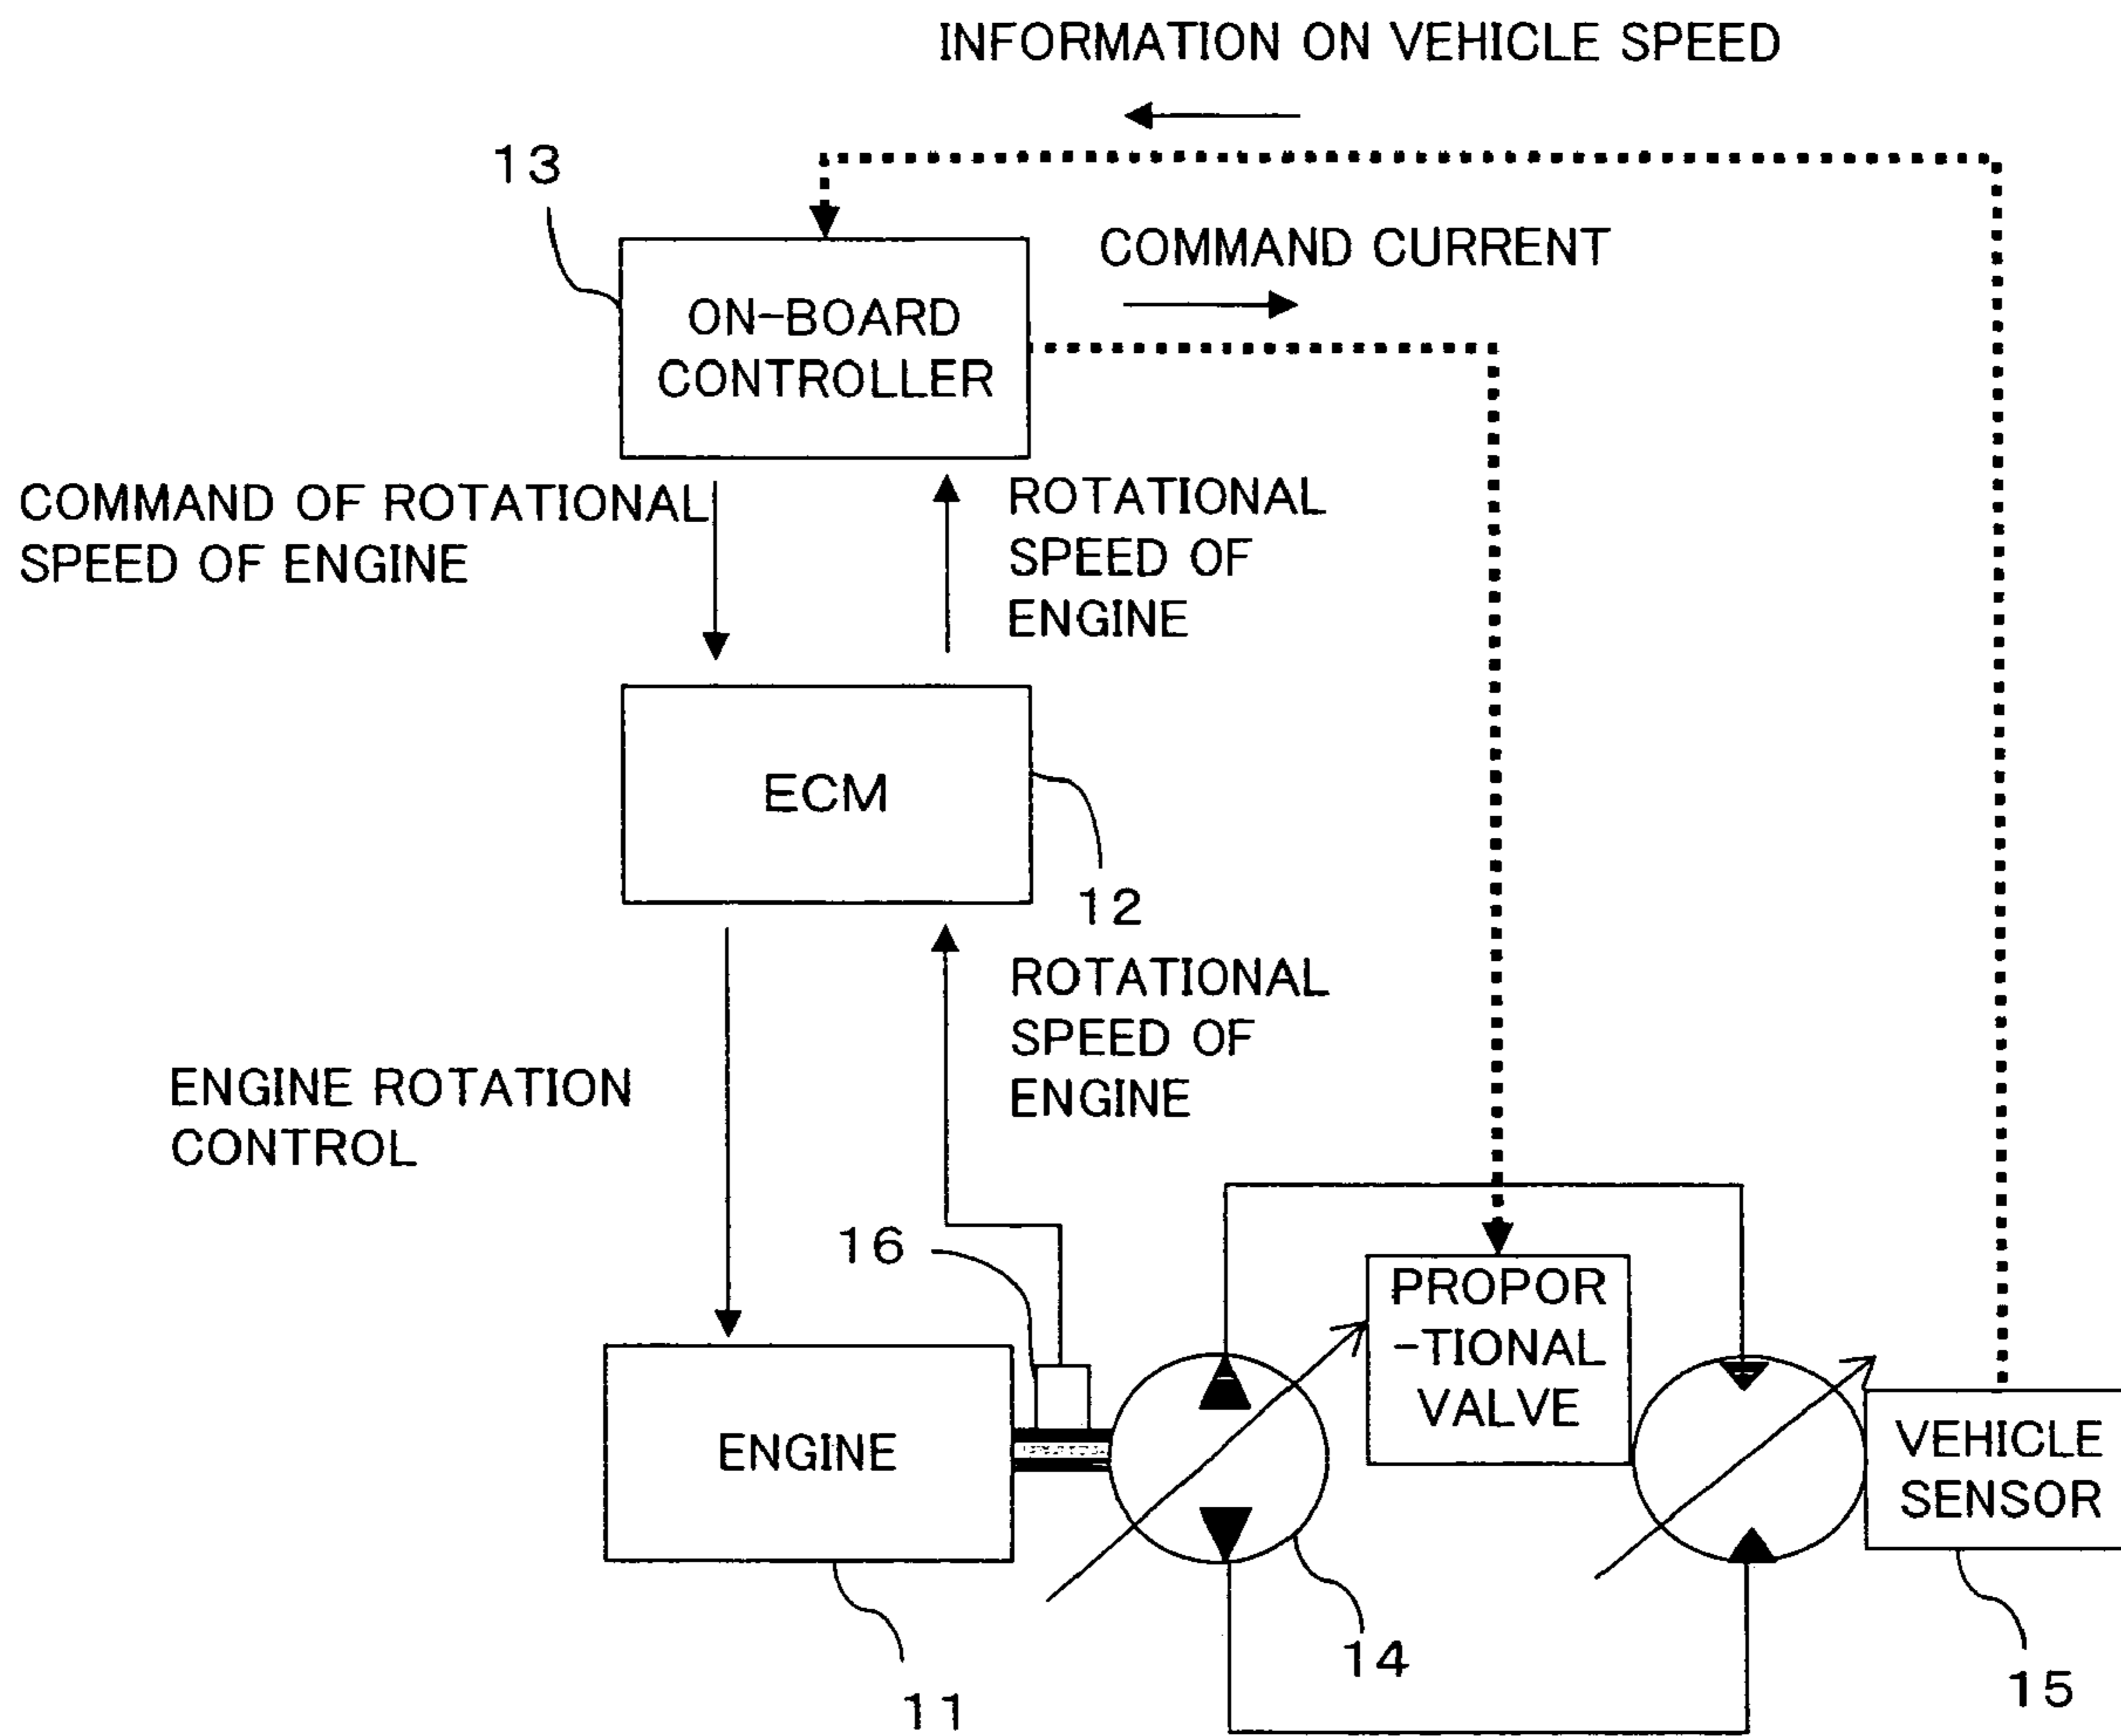 INFORMATION ON VEHICLE SPEED
13
COMMAND CURRENT
ON-BOARD
CONTROLLER
COMMAND OF ROTATIONAL
SPEED OF ENGINE
ROTATIONAL
SPEED OF
ENGINE
ECM
12
ROTATIONAL
SPEED OF
ENGINE
ENGINE ROTATION
CONTROL
16
PROPOR
-TIONAL
VALVE
ENGINE
VEHICLE
SENSOR
14
15
11